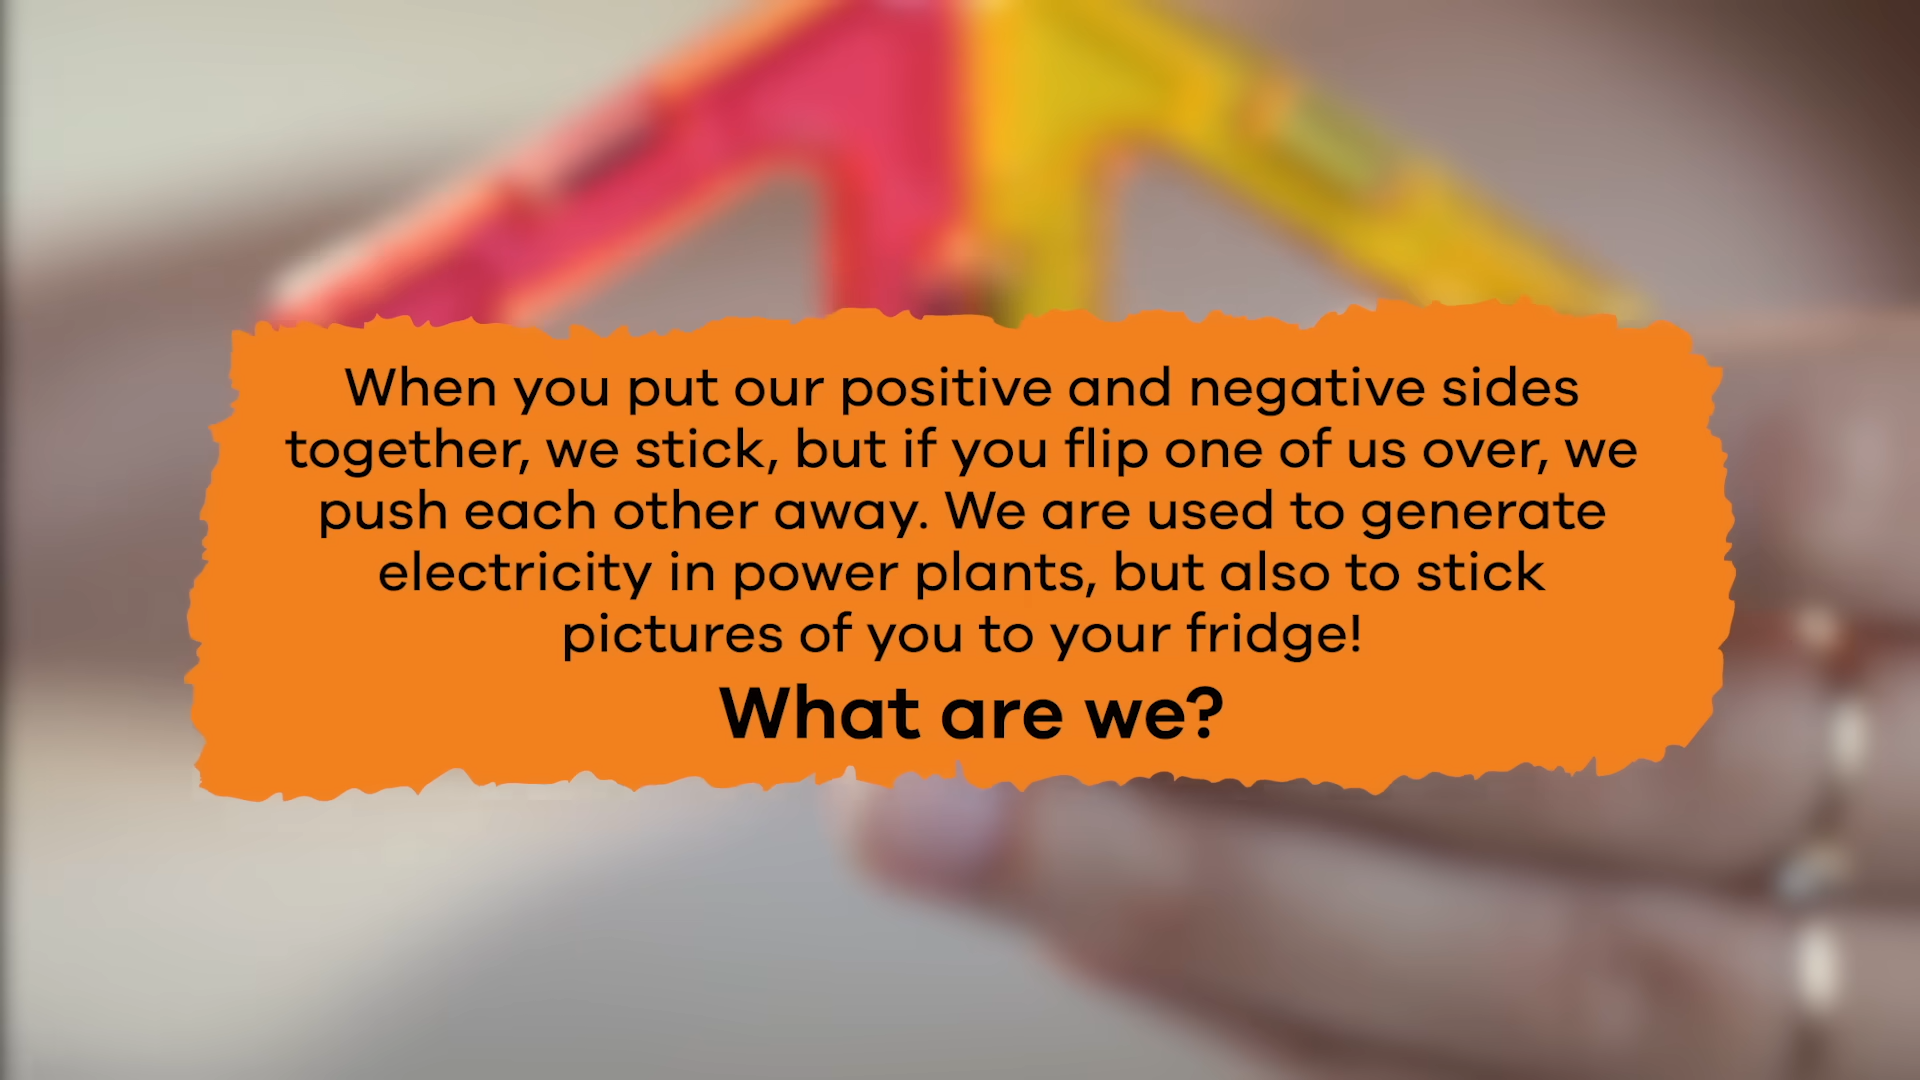 When you put our positive and negative sides
together, we stick, but if you flip one of us over, we
push each other away. We are used to generate
electricity in power plants, but also to stick
pictures of you to your fridge!
What are we?